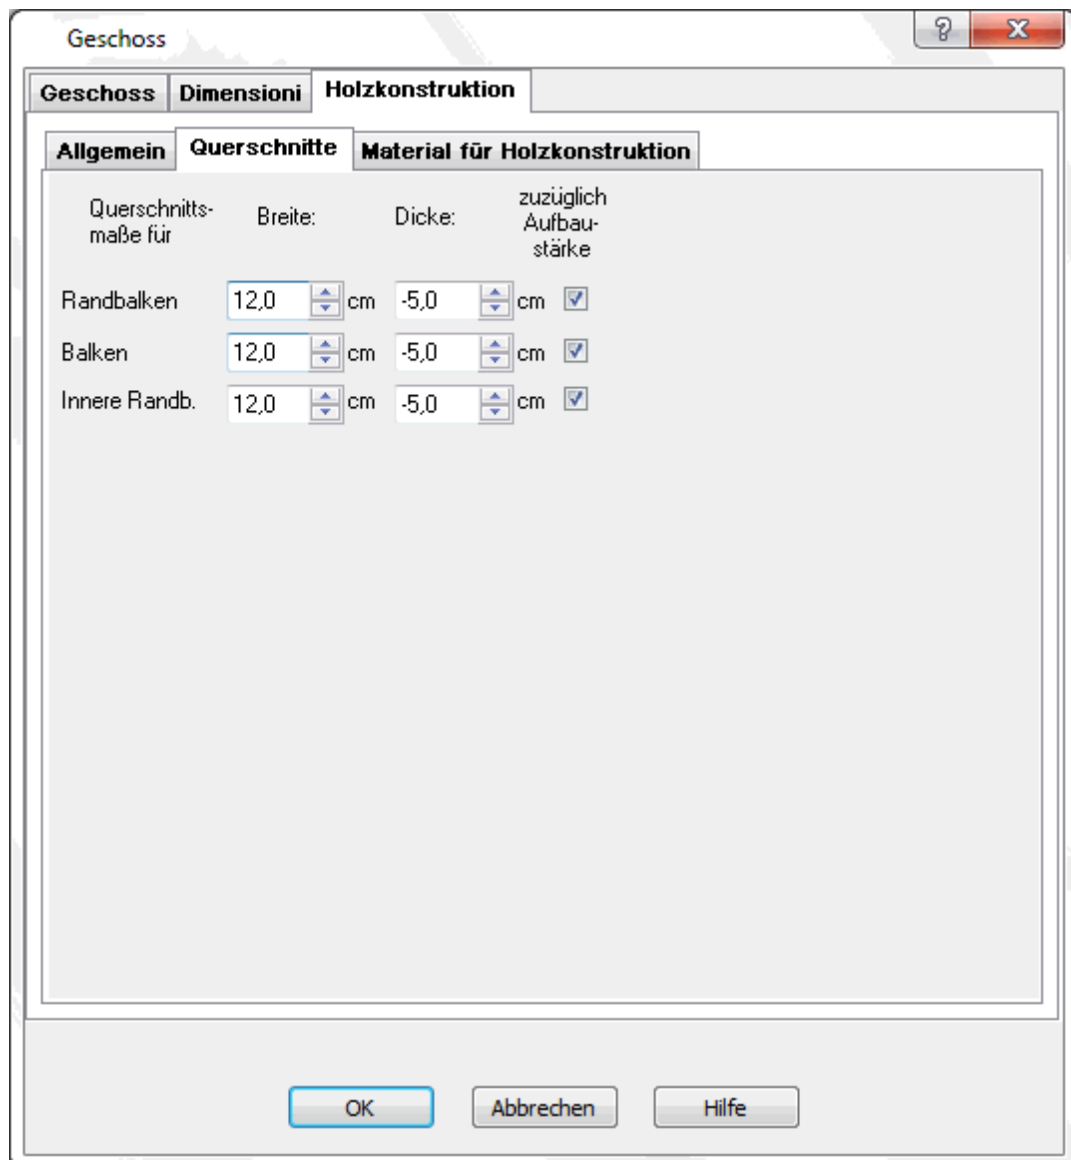 Geschoss
Geschoss Dimensioni Holzkonstruktion
Allgemein Querschnitte Material für Holzkonstruktion
Querschnitts-
maße für
Breite:
Dicke:
zuzüglich
Aufbau-
stärke
Randbalken 12,0 cm -5,0 cm
Balken 12,0 cm -5,0 cm
Innere Randb. 12,0 cm -5,0 cm
OK Abbrechen Hilfe